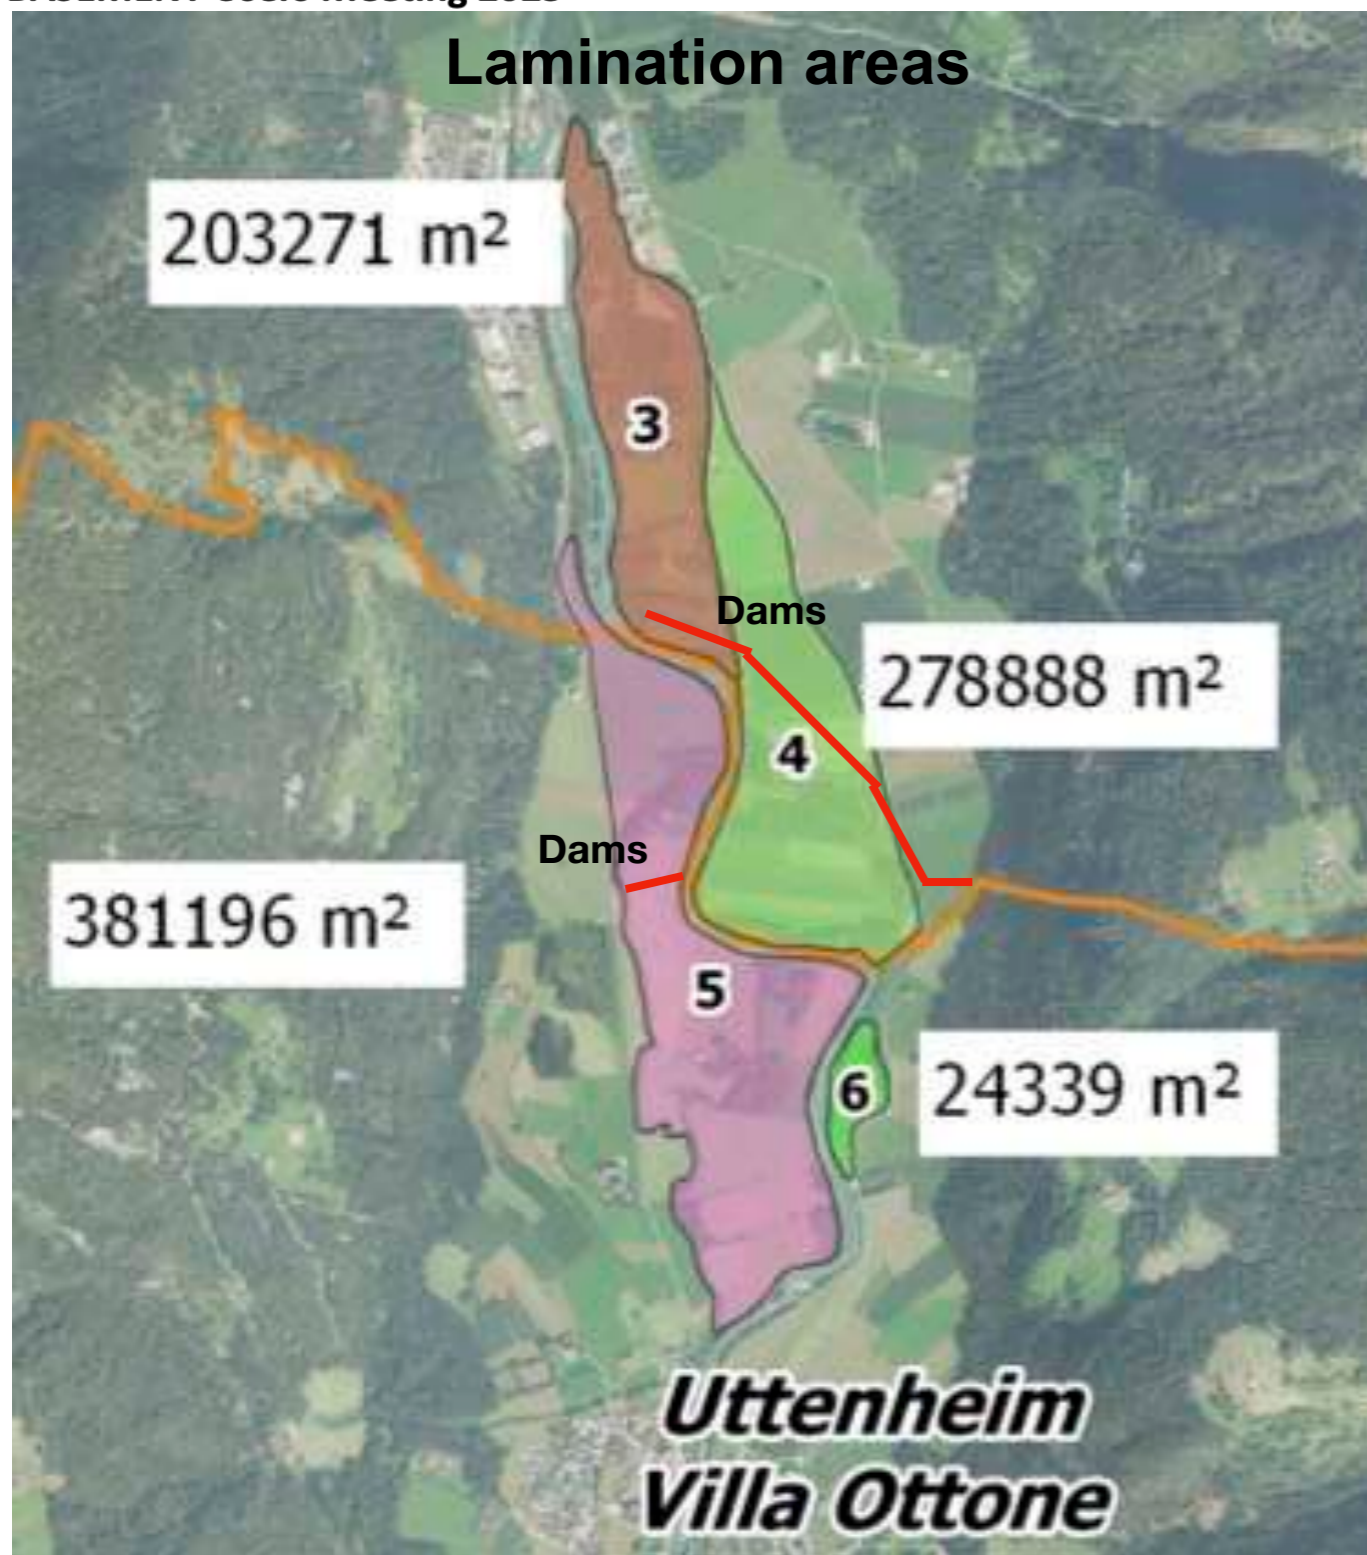 Lamination areas
203271 m²
3
Dams
278888 m²
4
Dams
381196 m²
5
6
24339 m²
Uttenheim
Villa Ottone